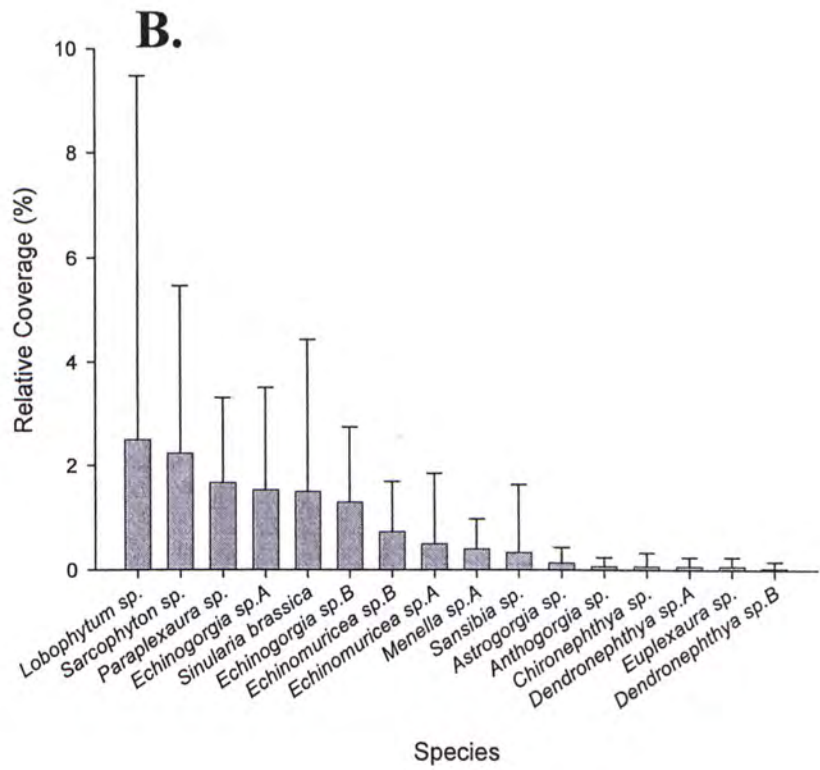 B.
Relative Coverage (%)
10
8
6
4
2
0
Lobophytum sp.
Sarcophyton sp.
Paraplexaura sp.
Echinogorgia sp.A
Sinularia brassica
Echinogorgia sp.B
Echinomuricea sp.B
Echinomuricea sp.A
Menella sp.A
Sansibia sp.
Astrogorgia sp.
Anthogorgia sp.
Chironephthya sp.
Dendronephthya sp.A
Euplexaura sp.
Dendronephthya sp.B
Species